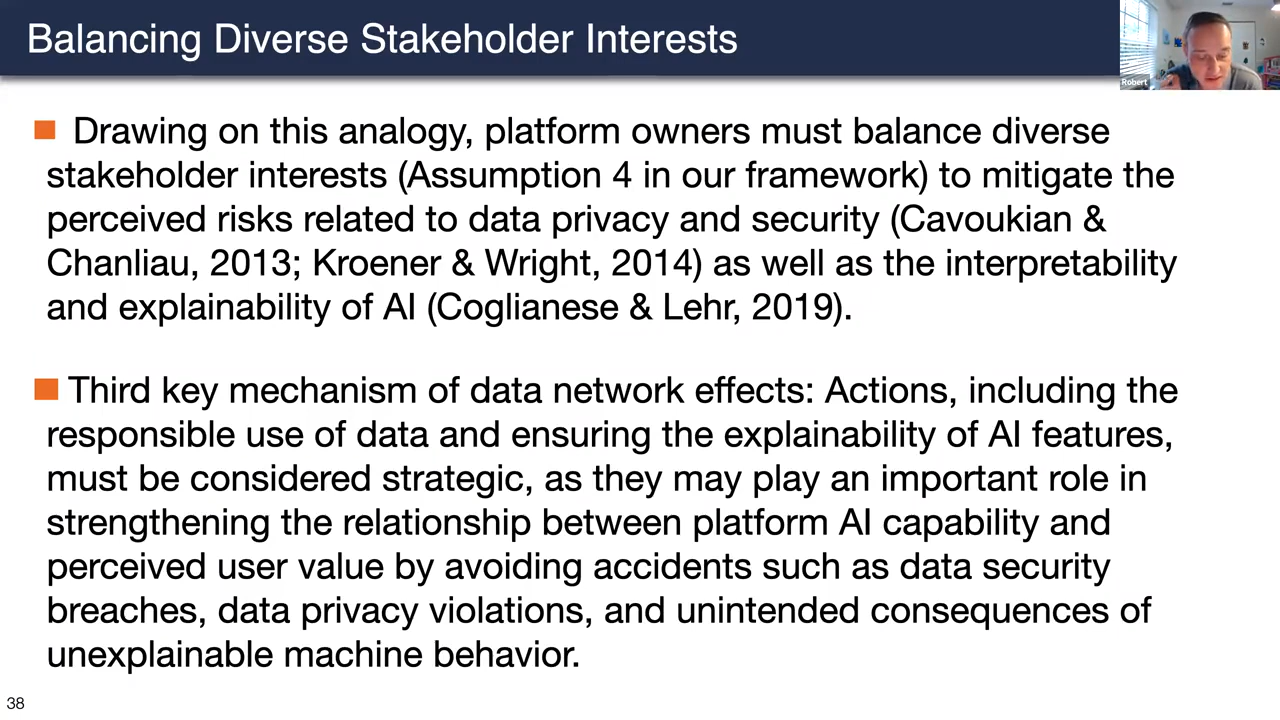 Balancing Diverse Stakeholder Interests
Robert
Drawing on this analogy, platform owners must balance diverse
stakeholder interests (Assumption 4 in our framework) to mitigate the
perceived risks related to data privacy and security (Cavoukian &
Chanliau, 2013; Kroener & Wright, 2014) as well as the interpretability
and explainability of AI (Coglianese & Lehr, 2019).
Third key mechanism of data network effects: Actions, including the
responsible use of data and ensuring the explainability of AI features,
must be considered strategic, as they may play an important role in
strengthening the relationship between platform AI capability and
perceived user value by avoiding accidents such as data security
breaches, data privacy violations, and unintended consequences of
unexplainable machine behavior.
38